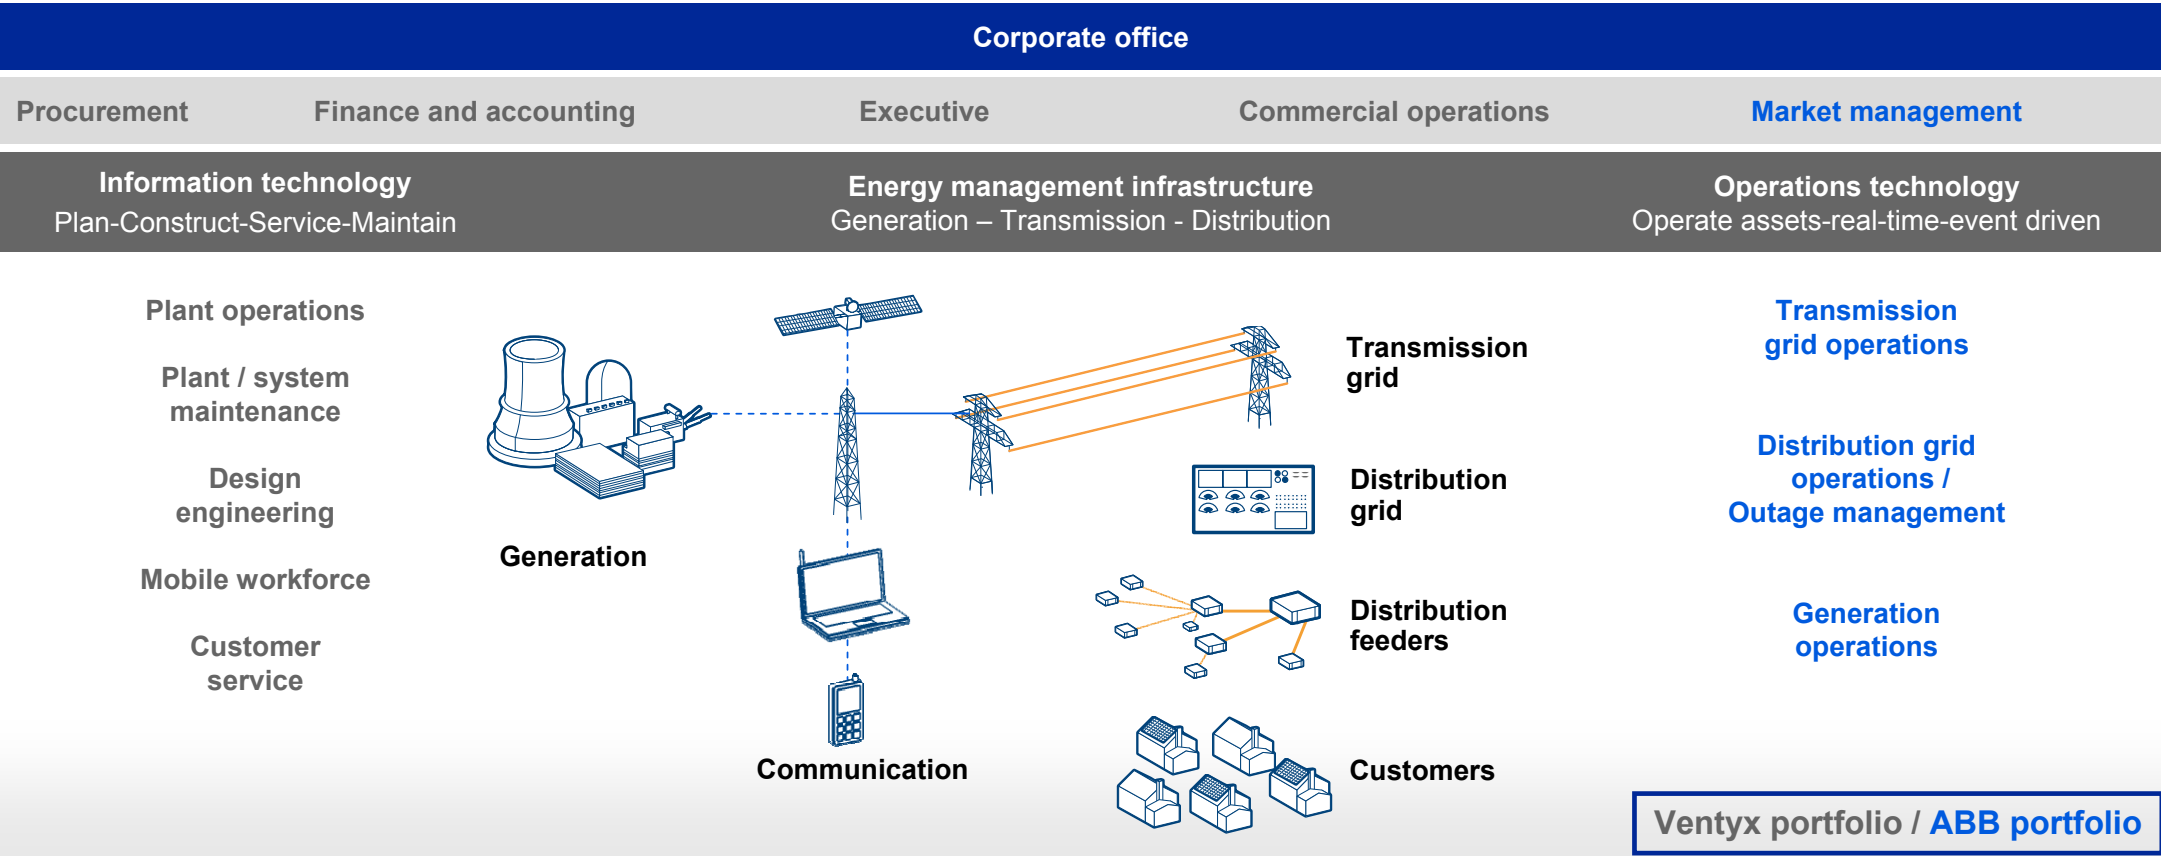 Corporate office
Procurement
Finance and accounting
Executive
Commercial operations
Market management
Information technology
Plan-Construct-Service-Maintain
Energy management infrastructure
Generation – Transmission - Distribution
Operations technology
Operate assets-real-time-event driven
Plant operations
Plant / system
maintenance
Design
engineering
Mobile workforce
Customer
service
Generation
Communication
Transmission
grid
Distribution
grid
Distribution
feeders
Customers
Transmission
grid operations
Distribution grid
operations /
Outage management
Generation
operations
Ventyx portfolio / ABB portfolio